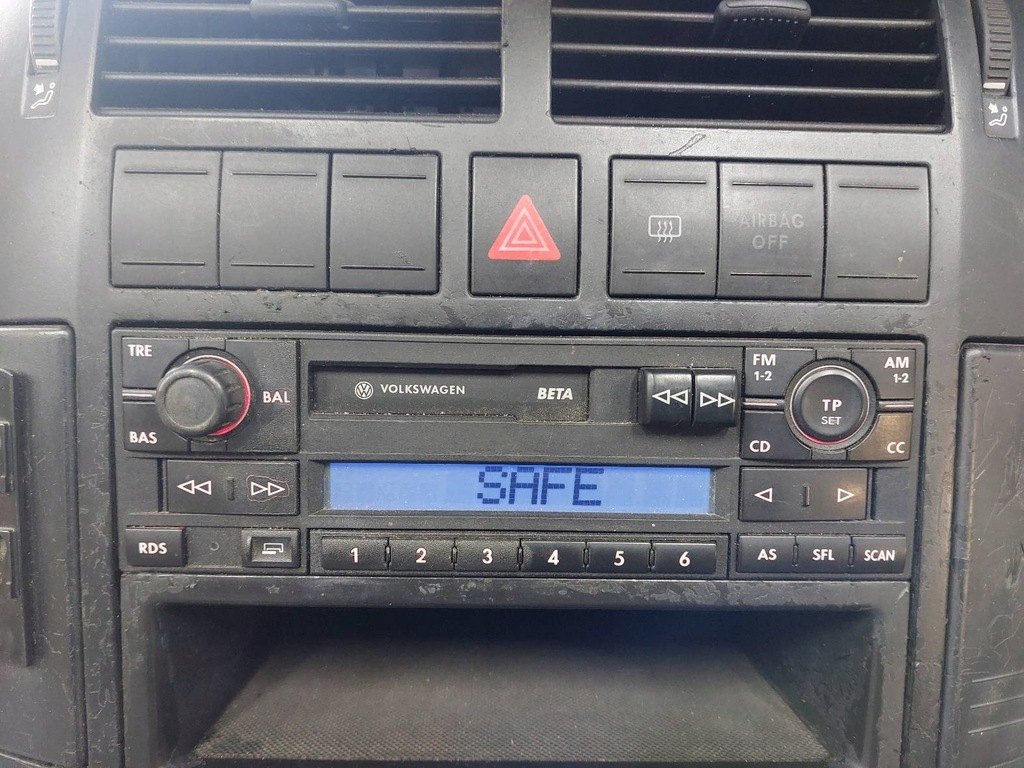 AIRBAG
OFF
TRE
BAL
BAS
VOLKSWAGEN
BETA
FM
1-2
AM
1-2
TP
SET
CD
CC
SAFE
RDS
1 2 3 4 5 6
AS SFL SCAN